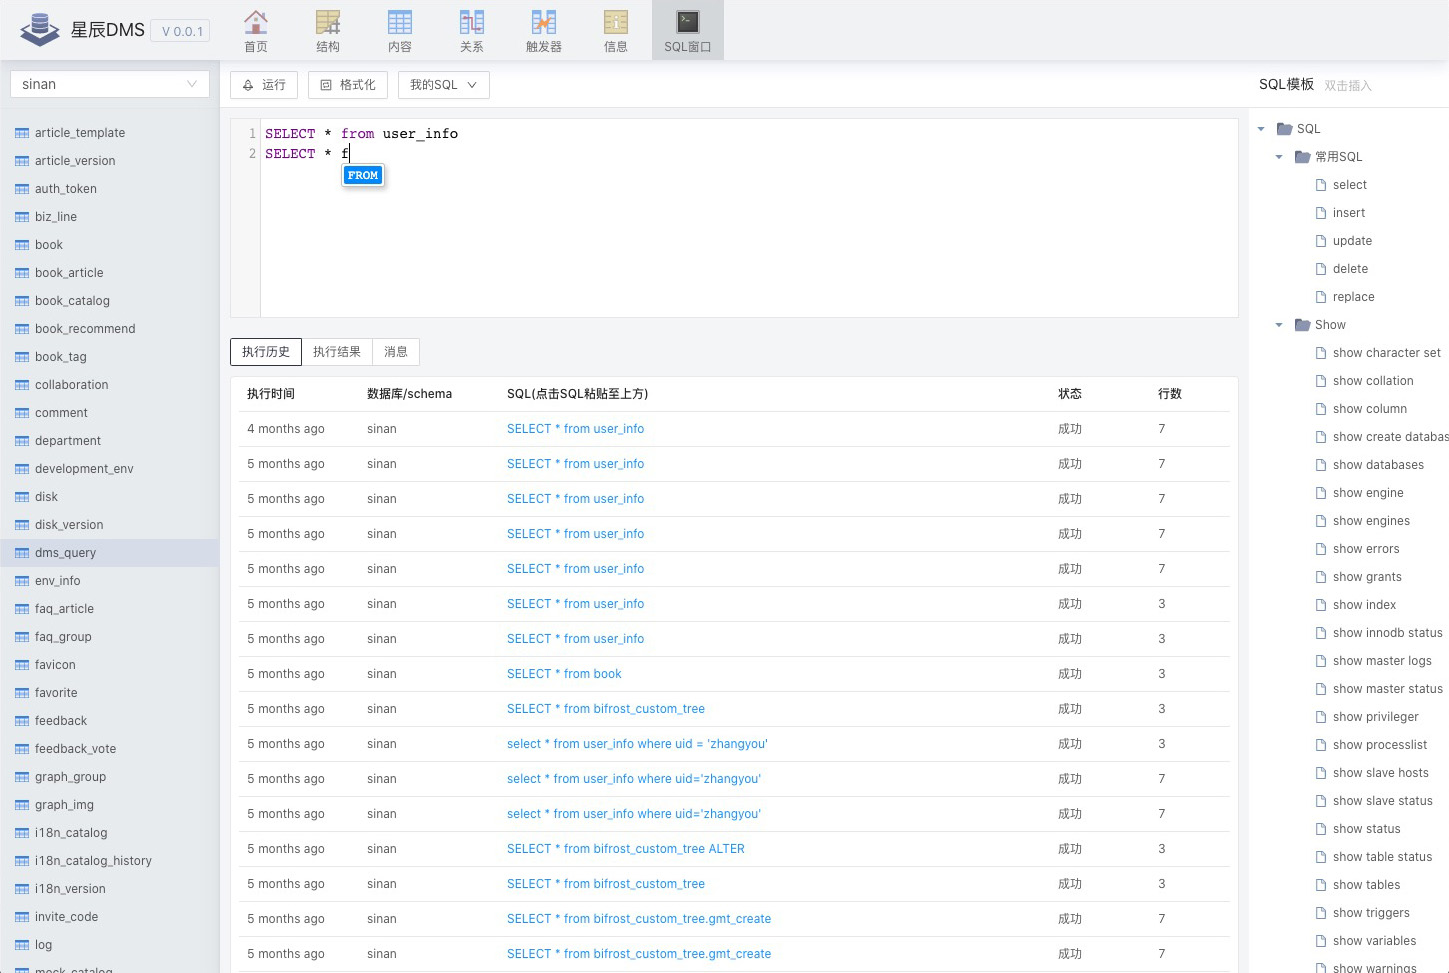 星辰DMS V 0.0.1
首页
结构
内容
关系
触发器
信息
SQL窗口
sinan
article_template
article_version
auth_token
biz_line
book
book_article
book_catalog
book_recommend
book_tag
collaboration
comment
department
development_env
disk
disk_version
dms_query
env_info
faq_article
faq_group
favicon
favorite
feedback
feedback_vote
graph_group
graph_img
i18n_catalog
i18n_catalog_history
i18n_version
invite_code
log
mock_catalog
运行
格式化
我的SQL
1 SELECT * from user_info
2 SELECT * f
FROM
执行历史 执行结果 消息
执行时间 数据库/schema SQL(点击SQL粘贴至上方) 状态 行数
4 months ago sinan SELECT * from user_info 成功 7
5 months ago sinan SELECT * from user_info 成功 7
5 months ago sinan SELECT * from user_info 成功 7
5 months ago sinan SELECT * from user_info 成功 7
5 months ago sinan SELECT * from user_info 成功 7
5 months ago sinan SELECT * from user_info 成功 3
5 months ago sinan SELECT * from user_info 成功 3
5 months ago sinan SELECT * from book 成功 3
5 months ago sinan SELECT * from bifrost_custom_tree 成功 3
5 months ago sinan select * from user_info where uid = 'zhangyou' 成功 3
5 months ago sinan select * from user_info where uid='zhangyou' 成功 7
5 months ago sinan select * from user_info where uid='zhangyou' 成功 7
5 months ago sinan SELECT * from bifrost_custom_tree ALTER 成功 3
5 months ago sinan SELECT * from bifrost_custom_tree 成功 3
5 months ago sinan SELECT * from bifrost_custom_tree.gmt_create 成功 7
5 months ago sinan SELECT * from bifrost_custom_tree.gmt_create 成功 7
SQL模板 双击插入
SQL
常用SQL
select
insert
update
delete
replace
Show
show character set
show collation
show column
show create databas
show databases
show engine
show engines
show errors
show grants
show index
show innodb status
show master logs
show master status
show privileger
show processlist
show slave hosts
show slave status
show status
show table status
show tables
show triggers
show variables
show warnings